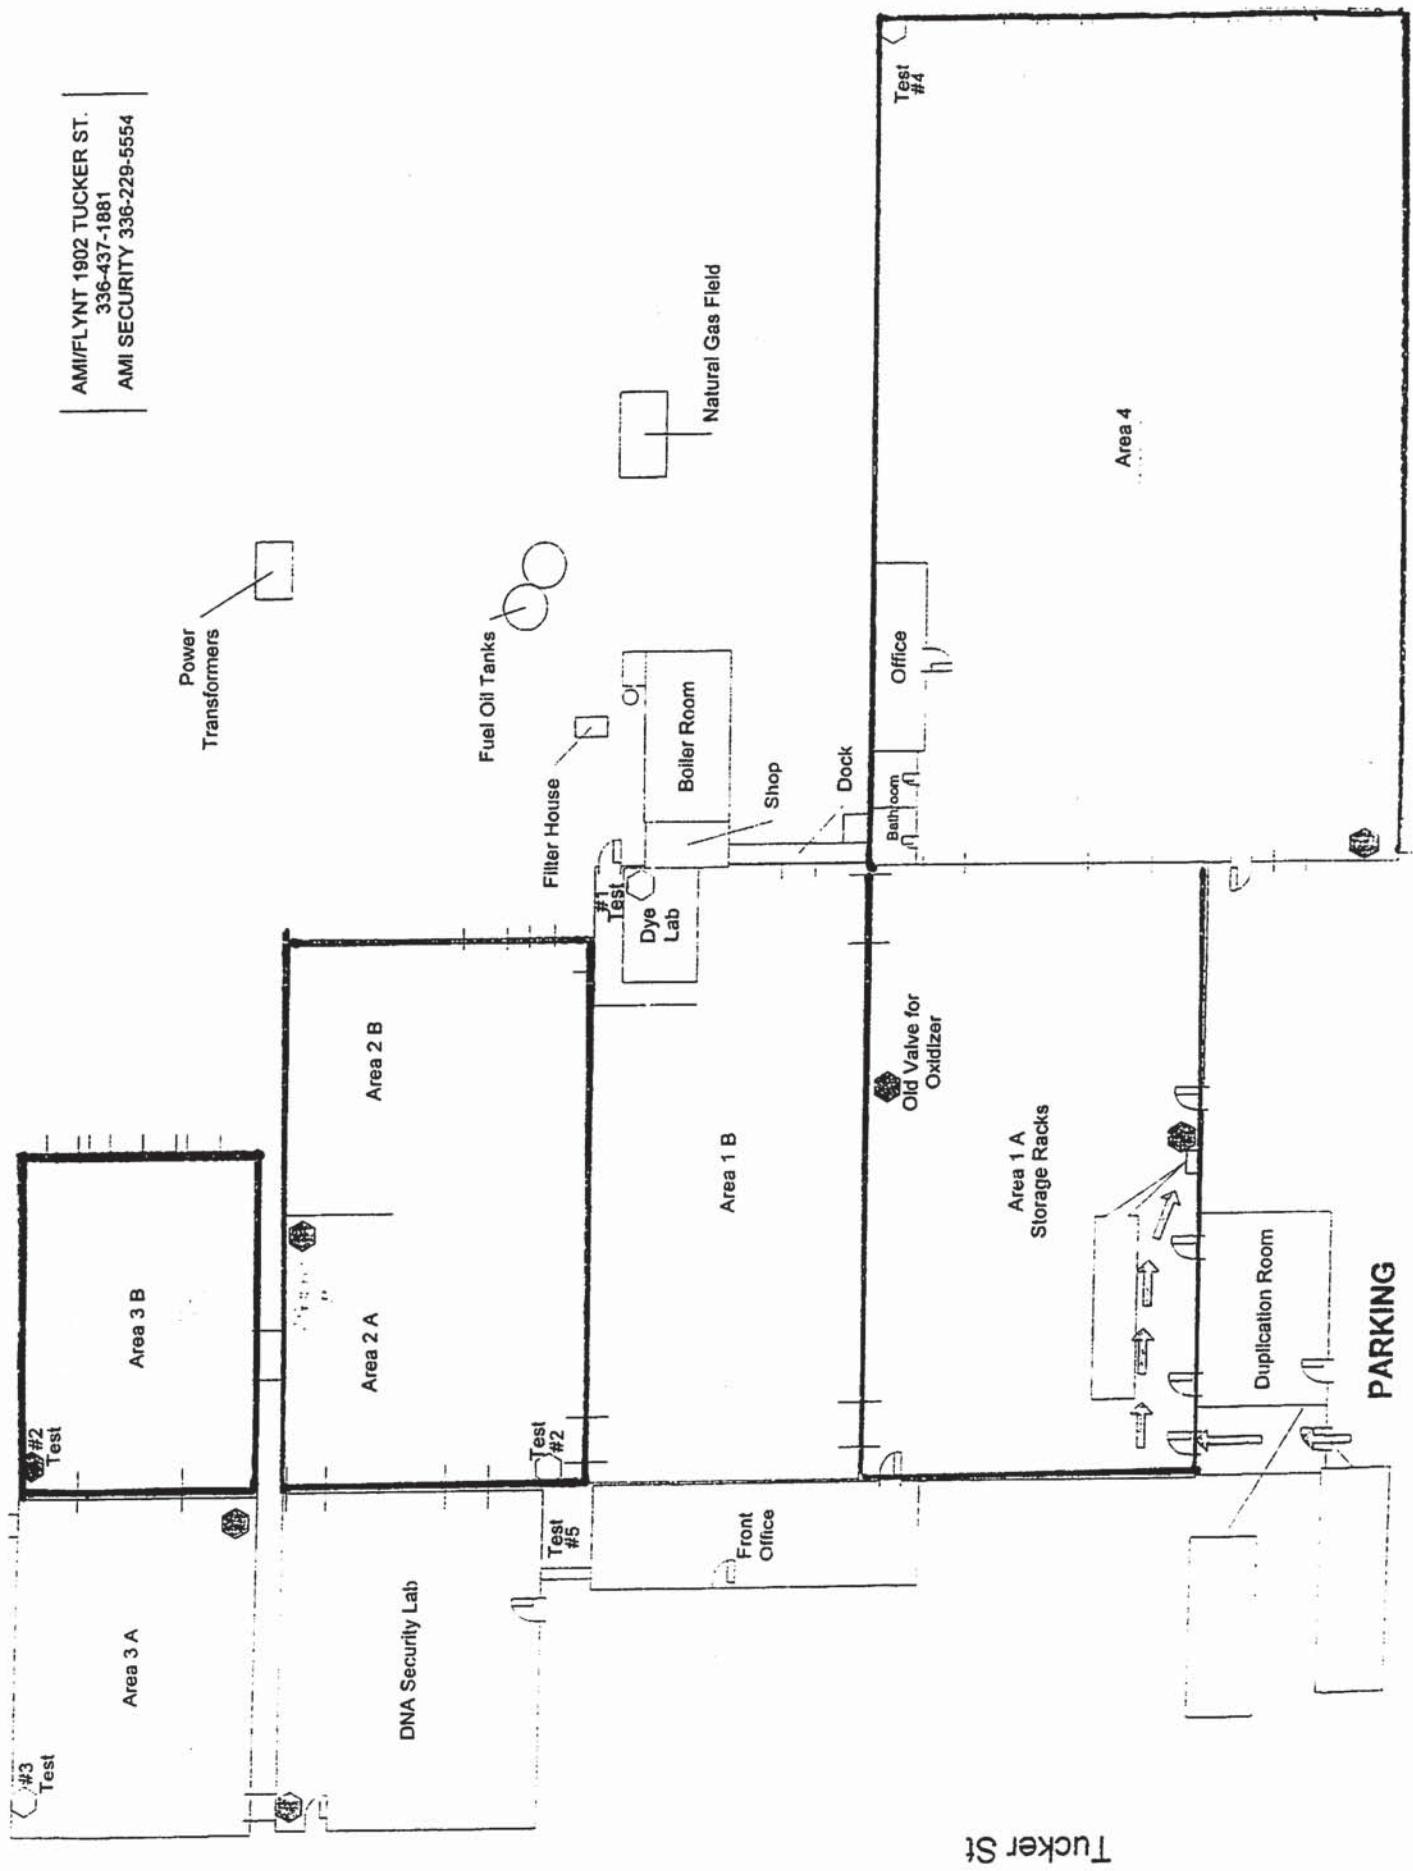 AMI/FLYNT 1902 TUCKER ST.
336-437-1881
AMI SECURITY 336-229-5554
Test
#4
Power
Transformers
Natural Gas Field
Fuel Oil Tanks
Area 4
Filter House
Boiler Room
Office
Shop
Dock
Bathroom
#1
Test
Dye
Lab
Area 2 B
Area 3 B
Area 2 A
Area 1 B
Old Valve for
Oxidizer
Area 1 A
Storage Racks
Duplication Room
PARKING
#2
Test
Test
#2
Test
#5
Front
Office
DNA Security Lab
Area 3 A
#3
Test
Tucker St